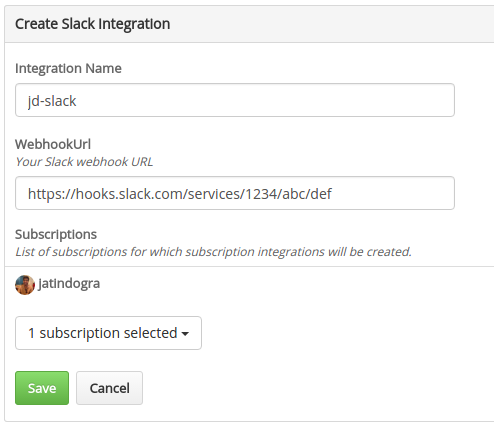 Create Slack Integration
Integration Name
jd-slack
WebhookUrl
Your Slack webhook URL
https://hooks.slack.com/services/1234/abc/def
Subscriptions
List of subscriptions for which subscription integrations will be created.
jatindogra
1 subscription selected
Save Cancel